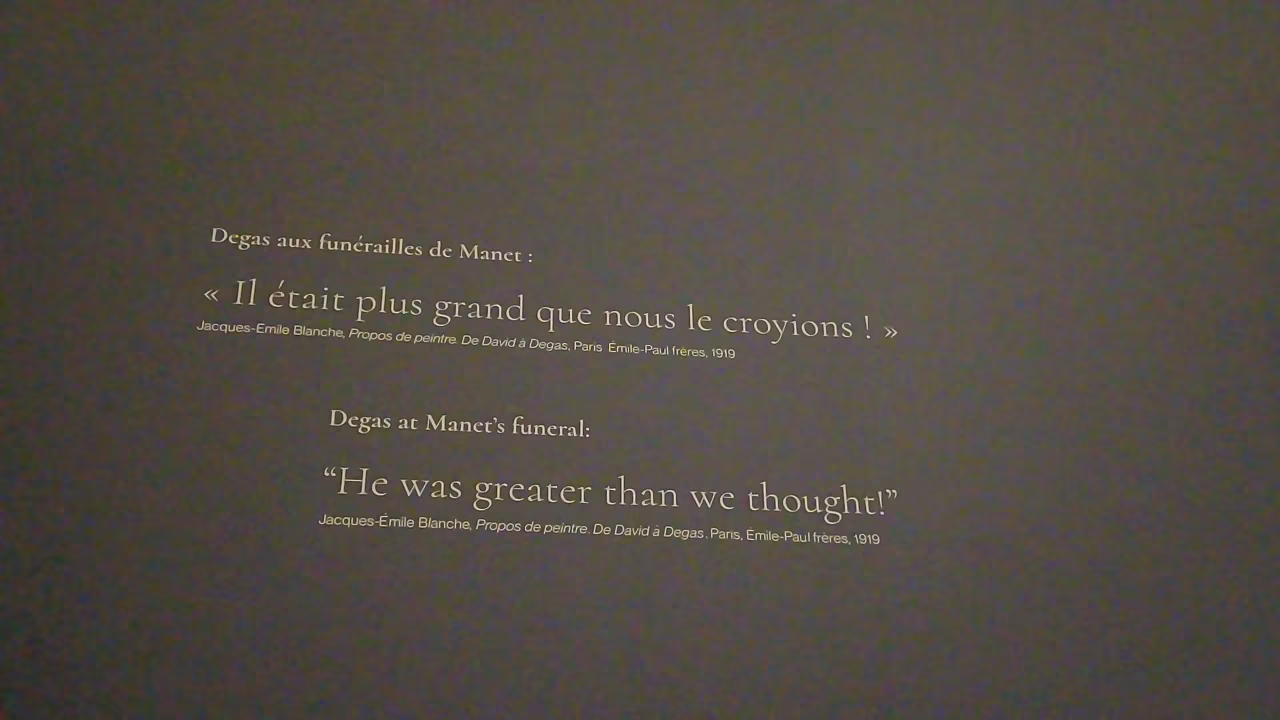 Degas aux funérailles de Manet :
« Il était plus grand que nous le croyions ! »
Jacques-Emile Blanche, Propos de peintre. De David à Degas, Paris Émile-Paul frères, 1919
Degas at Manet’s funeral:
“He was greater than we thought!”
Jacques-Émile Blanche, Propos de peintre. De David à Degas, Paris, Émile-Paul frères, 1919